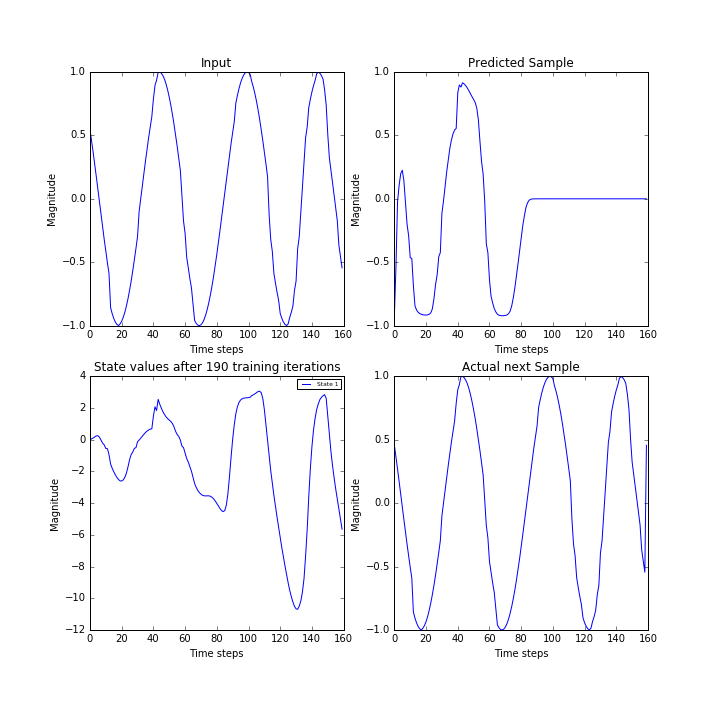 Input
1.0
0.5
0.0
−0.5
−1.0
Magnitude
0 20 40 60 80 100 120 140 160
Time steps
Predicted Sample
1.0
0.5
0.0
−0.5
−1.0
Magnitude
0 20 40 60 80 100 120 140 160
Time steps
State values after 190 training iterations
State 1
4
2
0
−2
−4
−6
−8
−10
−12
Magnitude
0 20 40 60 80 100 120 140 160
Time steps
Actual next Sample
1.0
0.5
0.0
−0.5
−1.0
Magnitude
0 20 40 60 80 100 120 140 160
Time steps